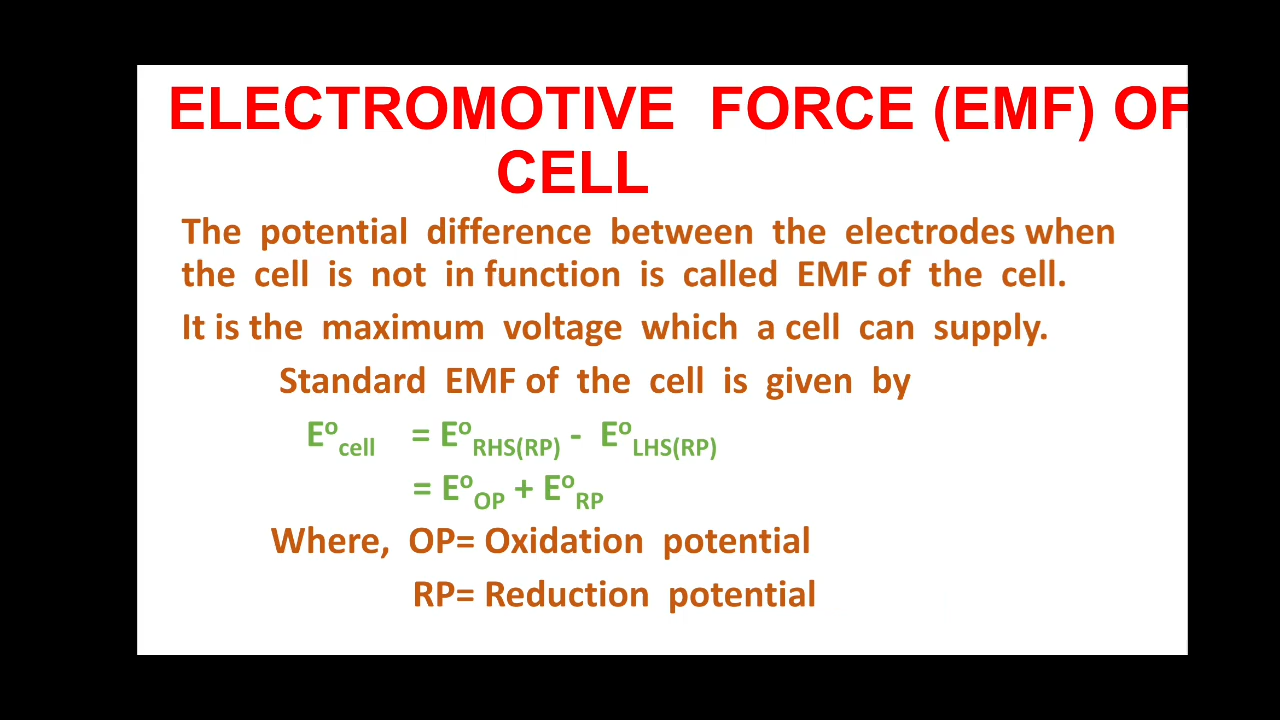 ELECTROMOTIVE FORCE (EMF) OF
CELL
The potential difference between the electrodes when
the cell is not in function is called EMF of the cell.
It is the maximum voltage which a cell can supply.
Standard EMF of the cell is given by
E°cell = E°RHS(RP) - E°LHS(RP)
= E°OP + E°RP
Where, OP= Oxidation potential
RP= Reduction potential